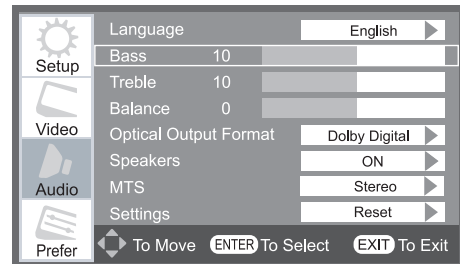 Setup
Video
Audio
Prefer
Language English
Bass 10
Treble 10
Balance 0
Optical Output Format Dolby Digital
Speakers ON
MTS Stereo
Settings Reset
To Move ENTER To Select EXIT To Exit